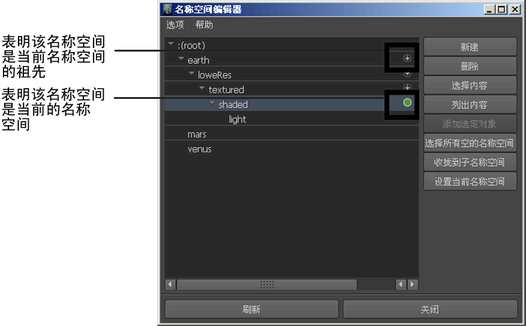 名称空间编辑器
选项 帮助
表明该名称空间
是当前名称空间
的祖先
表明该名称空间
是当前的名称
空间
:(root)
earth
loweRes
textured
shaded
light
mars
venus
新建
删除
选择内容
列出内容
添加选定对象
选择所有空的名称空间
收拢到子名称空间
设置当前名称空间
刷新
关闭